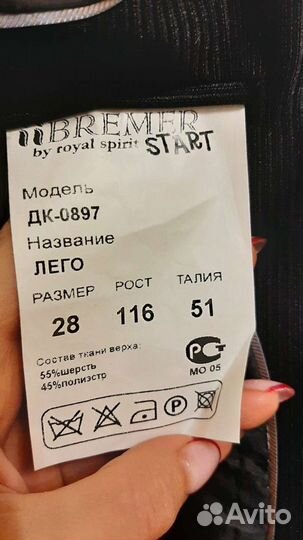 BREMER
by royal spirit START
Модель
ДК-0897
Название
ЛЕГО
РАЗМЕР РОСТ ТАЛИЯ
28 116 51
Состав ткани верха:
55%шерсть
45%полиэстр
РСТ
МО 05
P
Avito